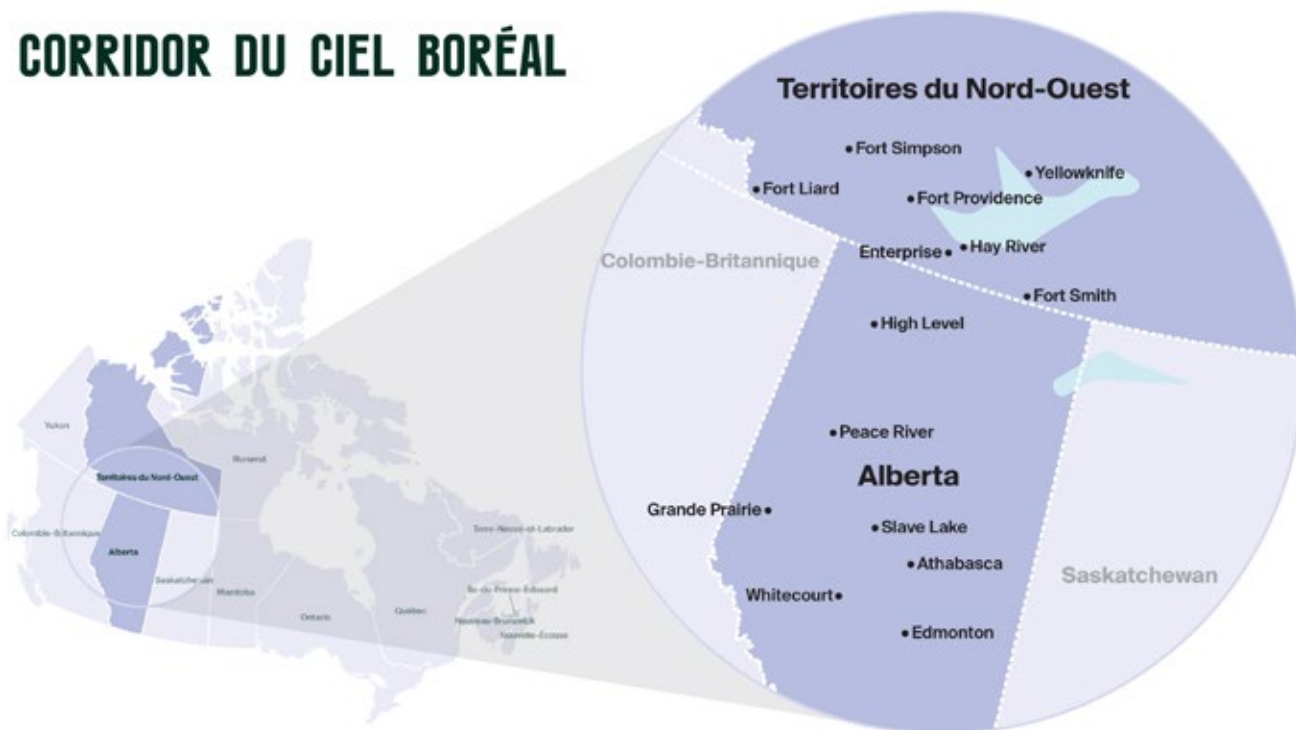 CORRIDOR DU CIEL BORÉAL
Territoires du Nord-Ouest
Fort Simpson
Yellowknife
Fort Liard
Fort Providence
Hay River
Enterprise
Colombie-Britannique
Fort Smith
High Level
Peace River
Alberta
Grande Prairie
Slave Lake
Athabasca
Saskatchewan
Whitecourt
Edmonton
Yukon
Nunavut
Territoires du Nord-Ouest
Colombie-Britannique
Terre-Neuve-et-Labrador
Alberta
Saskatchewan
Île-du-Prince-Édouard
Manitoba
Québec
Ontario
Nouveau-Brunswick
Nouvelle-Écosse